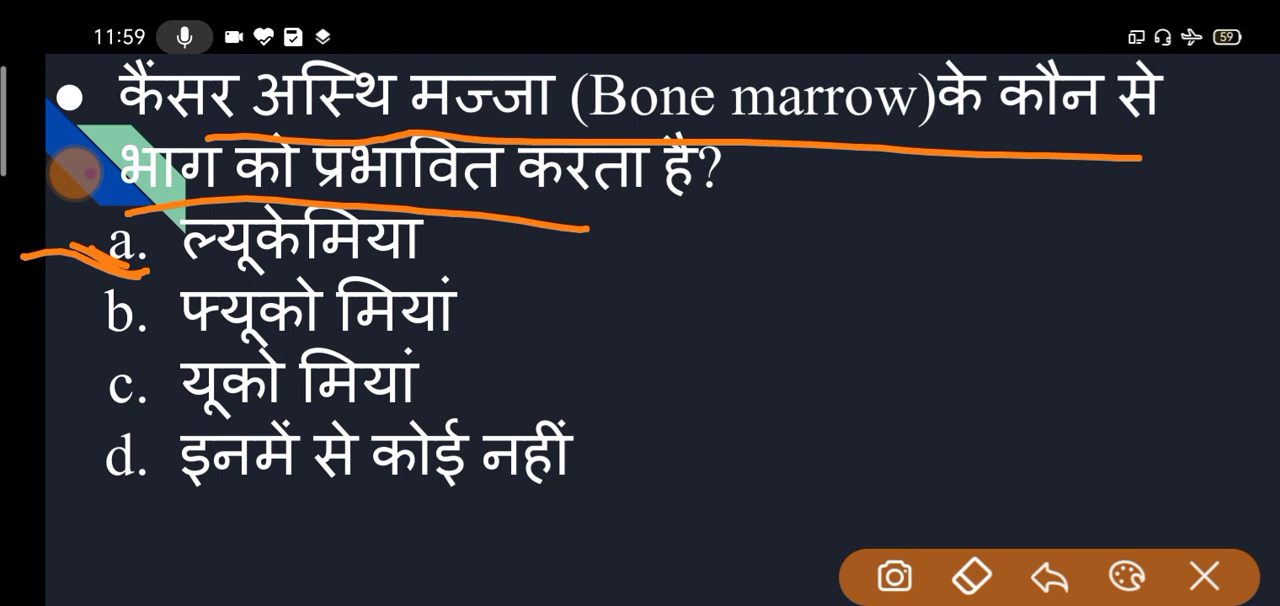 11:59
59
कैंसर अस्थि मज्जा (Bone marrow)के कौन से
भाग को प्रभावित करता है?
a. ल्यूकेमिया
b. फ्यूको मियां
c. यूको मियां
d. इनमें से कोई नहीं